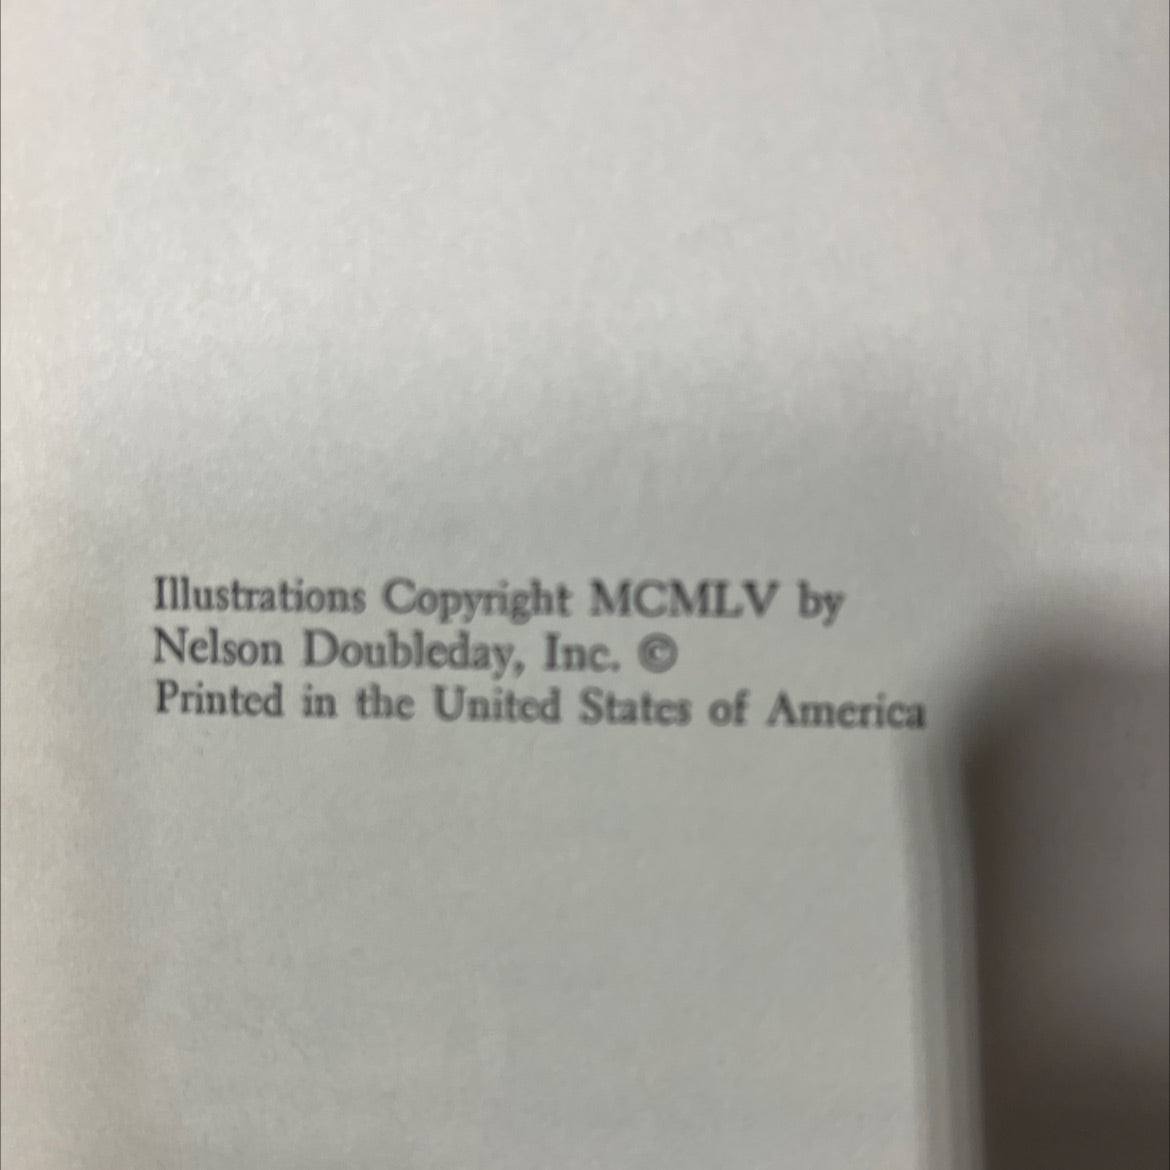 Illustrations Copyright MCMLV by
Nelson Doubleday, Inc. ©
Printed in the United States of America